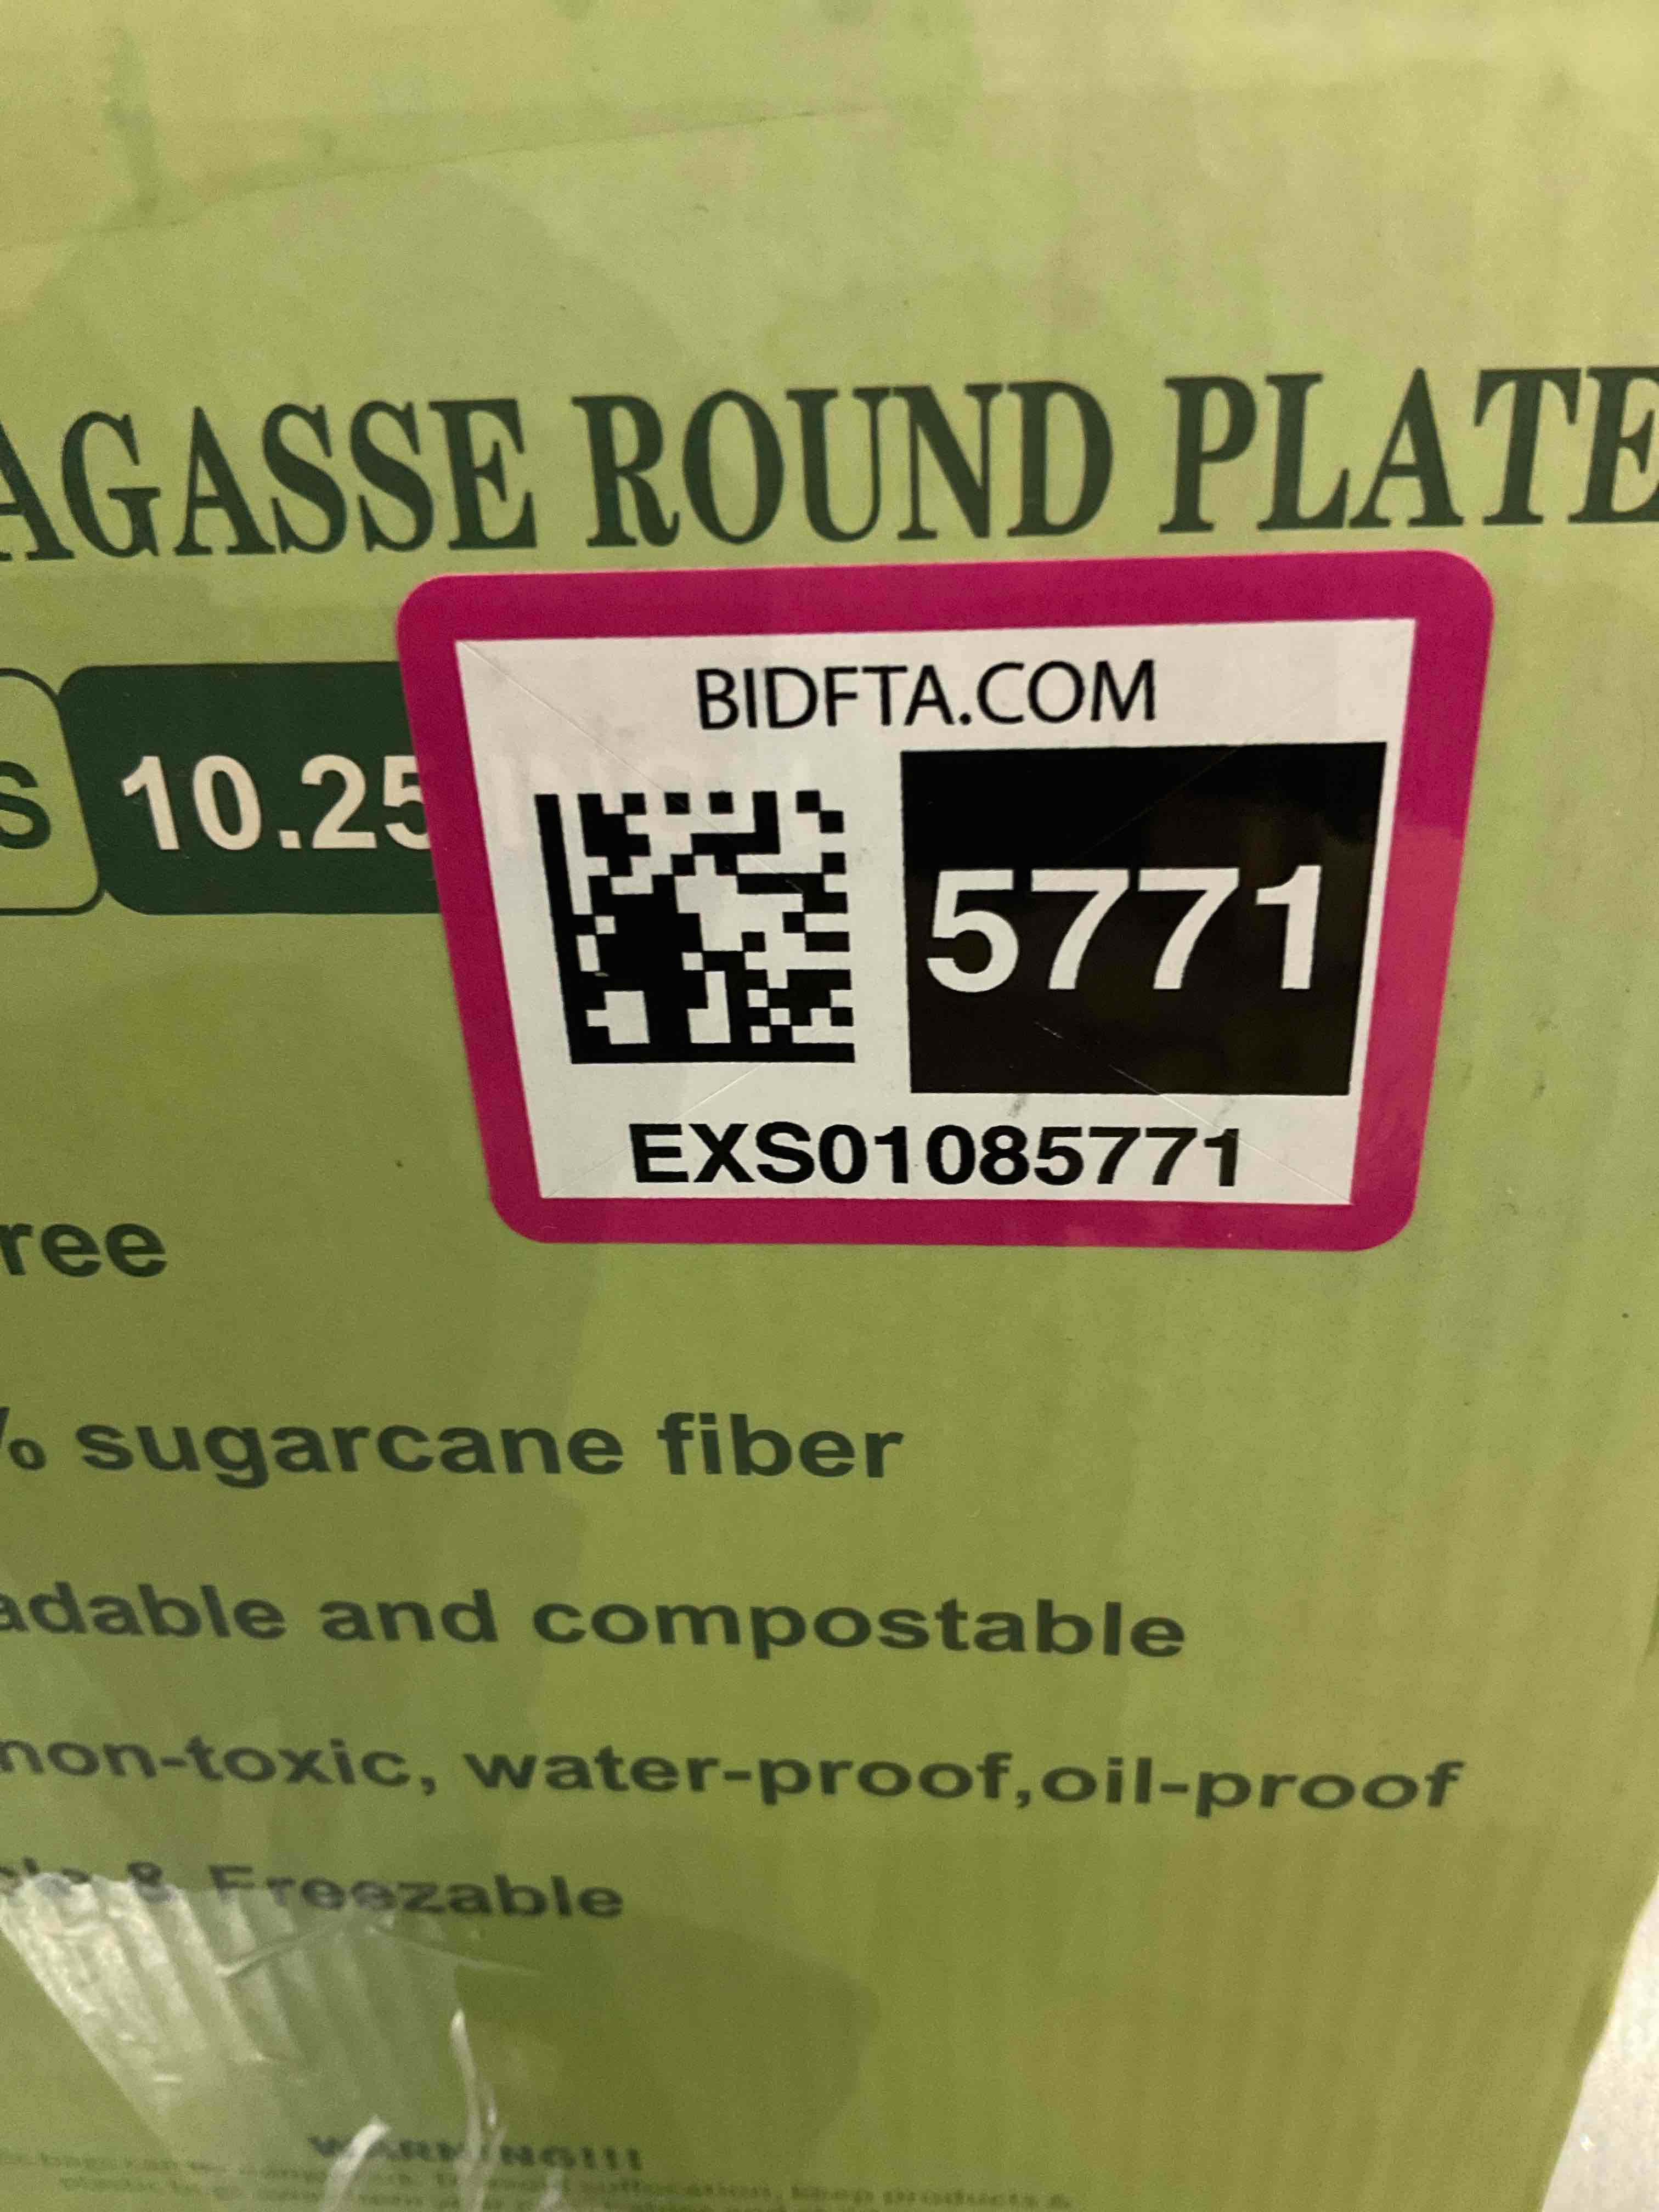 AGASSE ROUND PLATE
S 10.25
BIDFTA.COM
5771
EXS01085771
ree
% sugarcane fiber
adable and compostable
non-toxic, water-proof,oil-proof
& Freezable
WARNING!!!